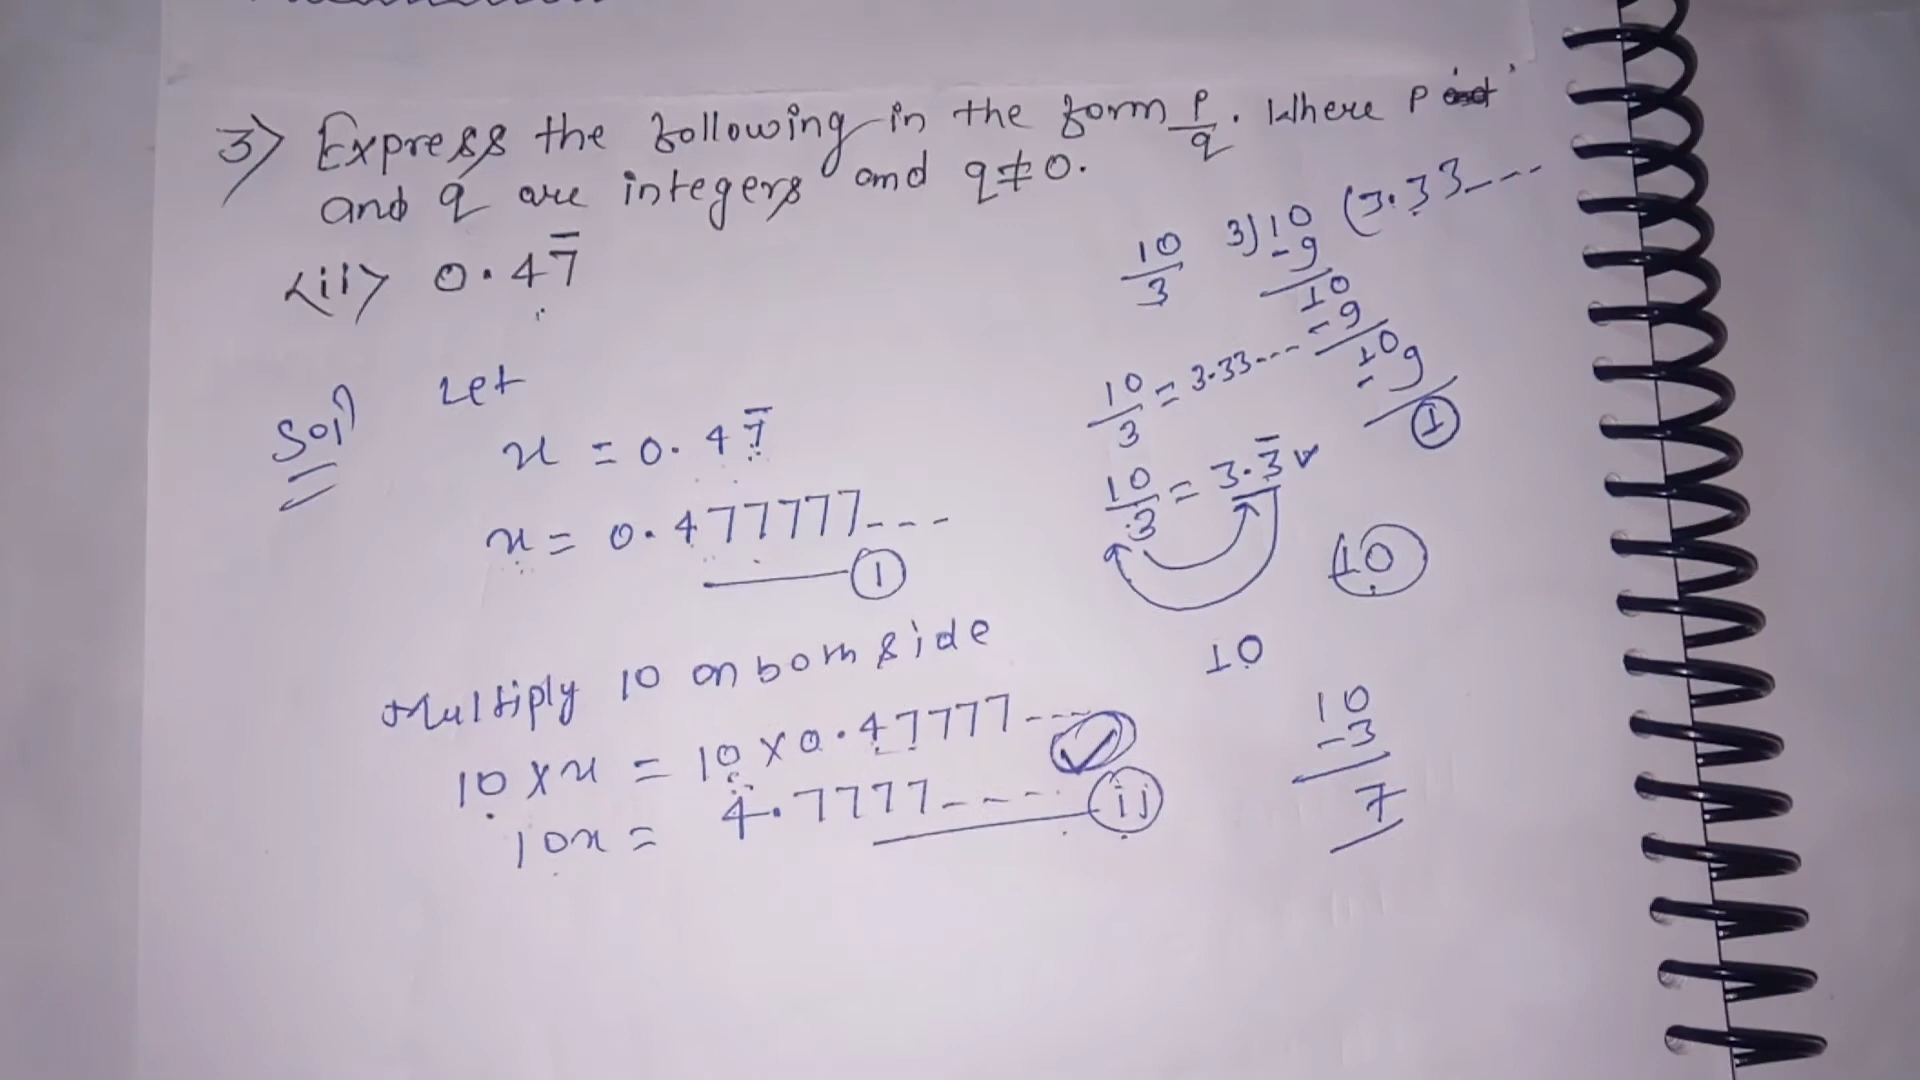 3) Express the following in the form p/q. Where p
and q are integers and q≠0.
<ii> 0.47̅
Soln Let
x = 0.47̅
x = 0.477777---
①
Multiply 10 on both side
10 × x = 10 × 0.47777---
10x = 4.7777---- ⓘⓘ
10/3 3)10(3.33---
-9
10
-9
10
-9
①
10/3 = 3.33---
10/3 = 3.3̅ ✓
10
10
10
-3
7